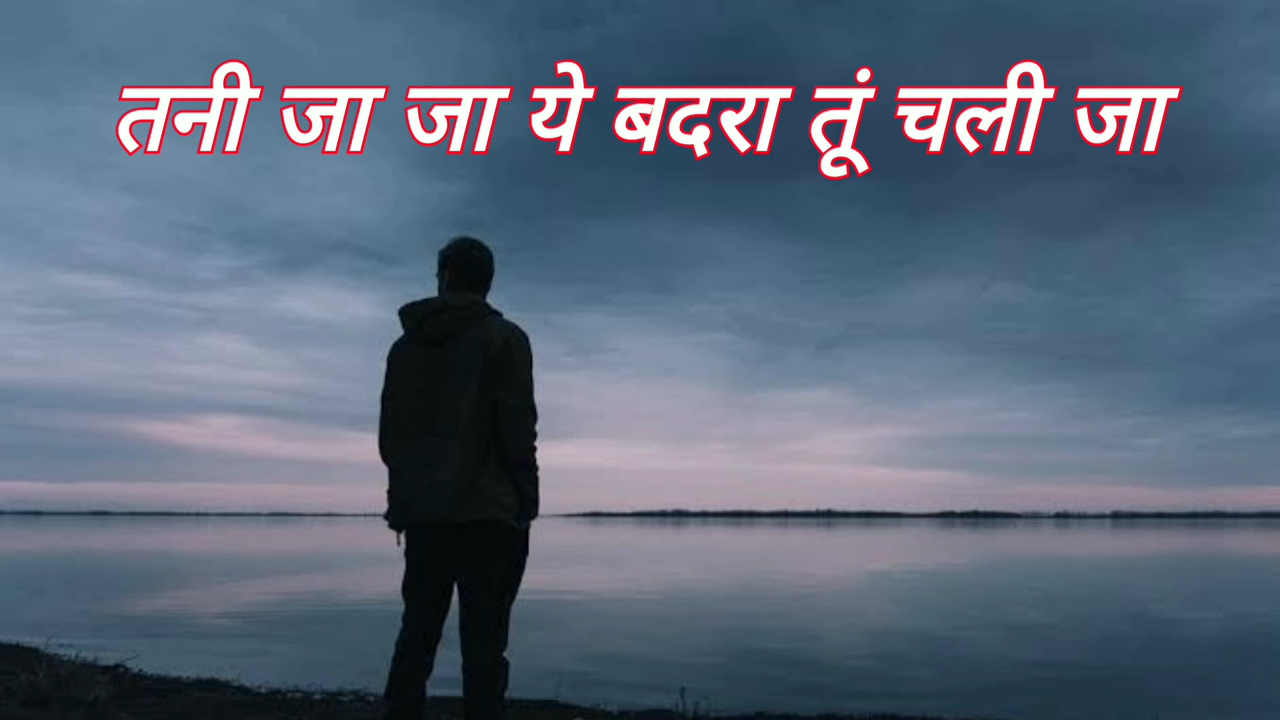 तनी जा जा ये बदरा तूं चली जा